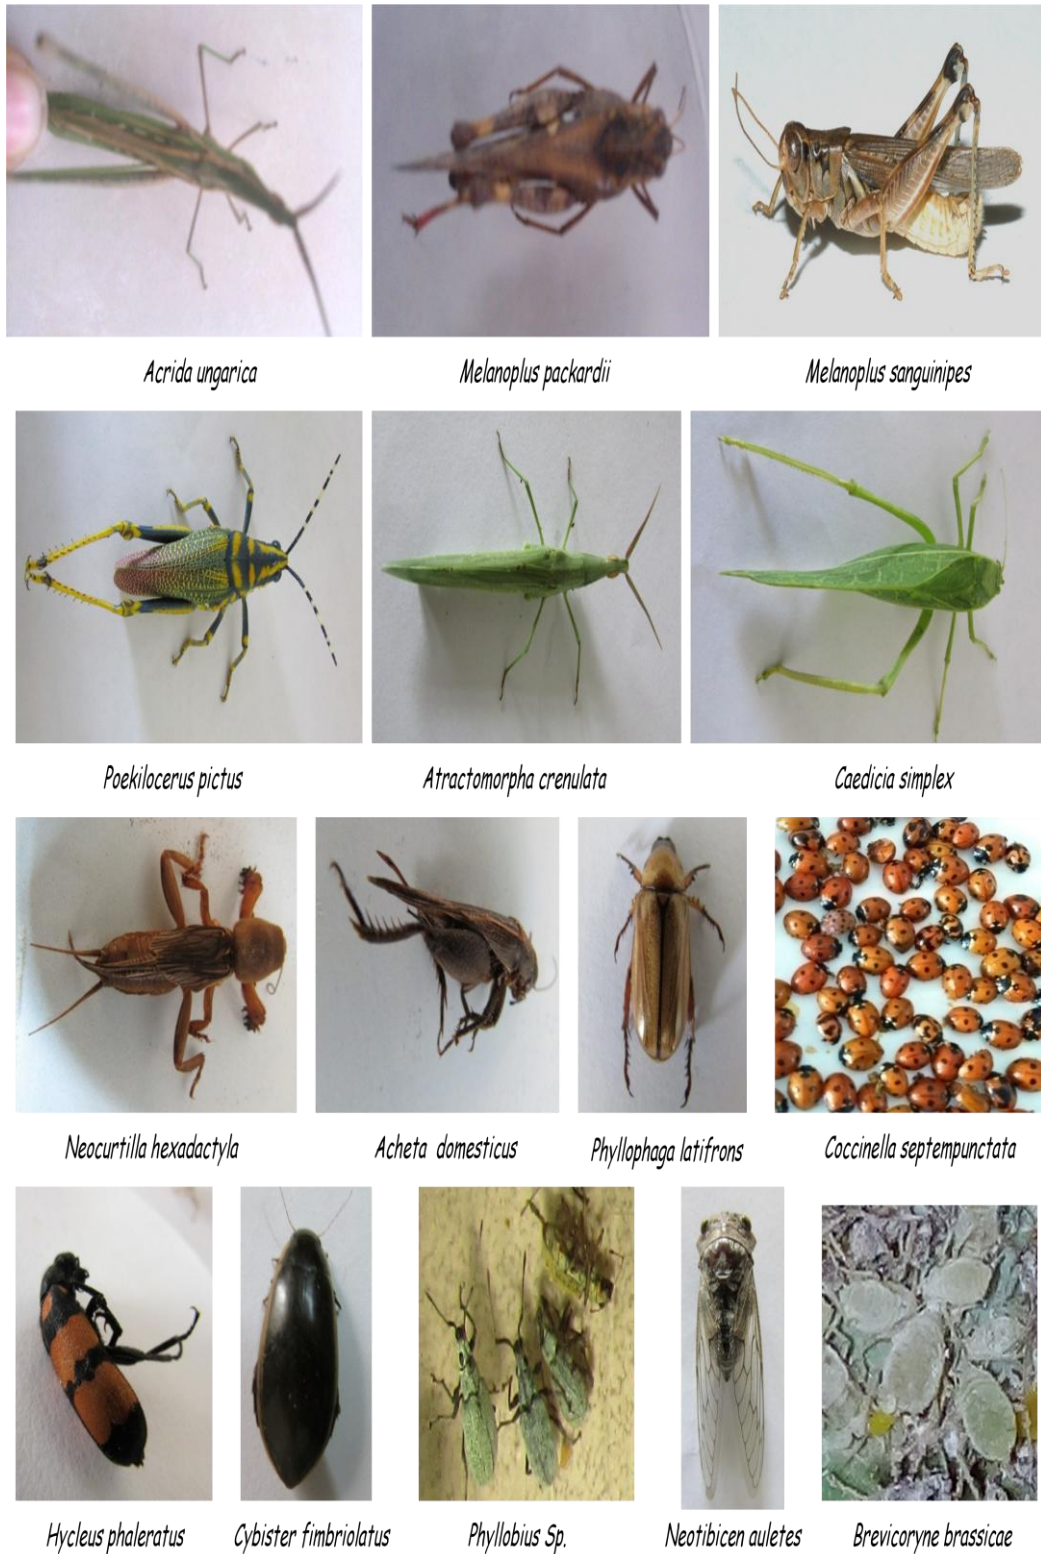 Acrida ungarica
Melanoplus packardii
Melanoplus sanguinipes
Poekilocerus pictus
Atractomorpha crenulata
Caedicia simplex
Neocurtilla hexadactyla
Acheta domesticus
Phyllophaga latifrons
Coccinella septempunctata
Hycleus phaleratus
Cybister fimbriolatus
Phyllobius Sp.
Neotibicen auletes
Brevicoryne brassicae